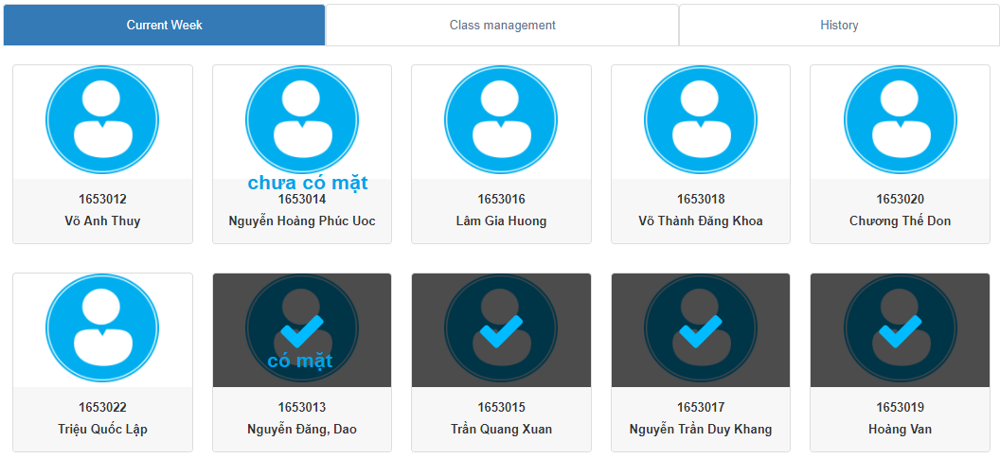 Current Week
Class management
History
chưa có mặt
1653012
Võ Anh Thuy
1653014
Nguyễn Hoàng Phúc Uoc
1653016
Lâm Gia Huong
1653018
Võ Thành Đăng Khoa
1653020
Chương Thế Don
có mặt
1653022
Triệu Quốc Lập
1653013
Nguyễn Đăng, Dao
1653015
Trần Quang Xuan
1653017
Nguyễn Trần Duy Khang
1653019
Hoàng Van